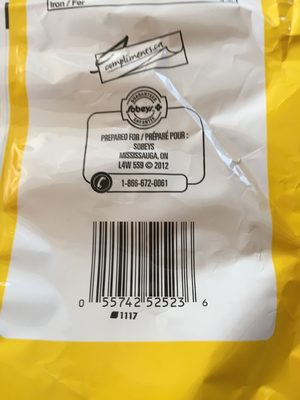 Iron / Fer
compliments.ca
GUARANTEED
Sobeys
GARANTIE
PREPARED FOR / PRÉPARÉ POUR :
SOBEYS
MISSISSAUGA, ON
L4W 5S9 © 2012
1-866-672-0061
0 55742 52523 6
1117